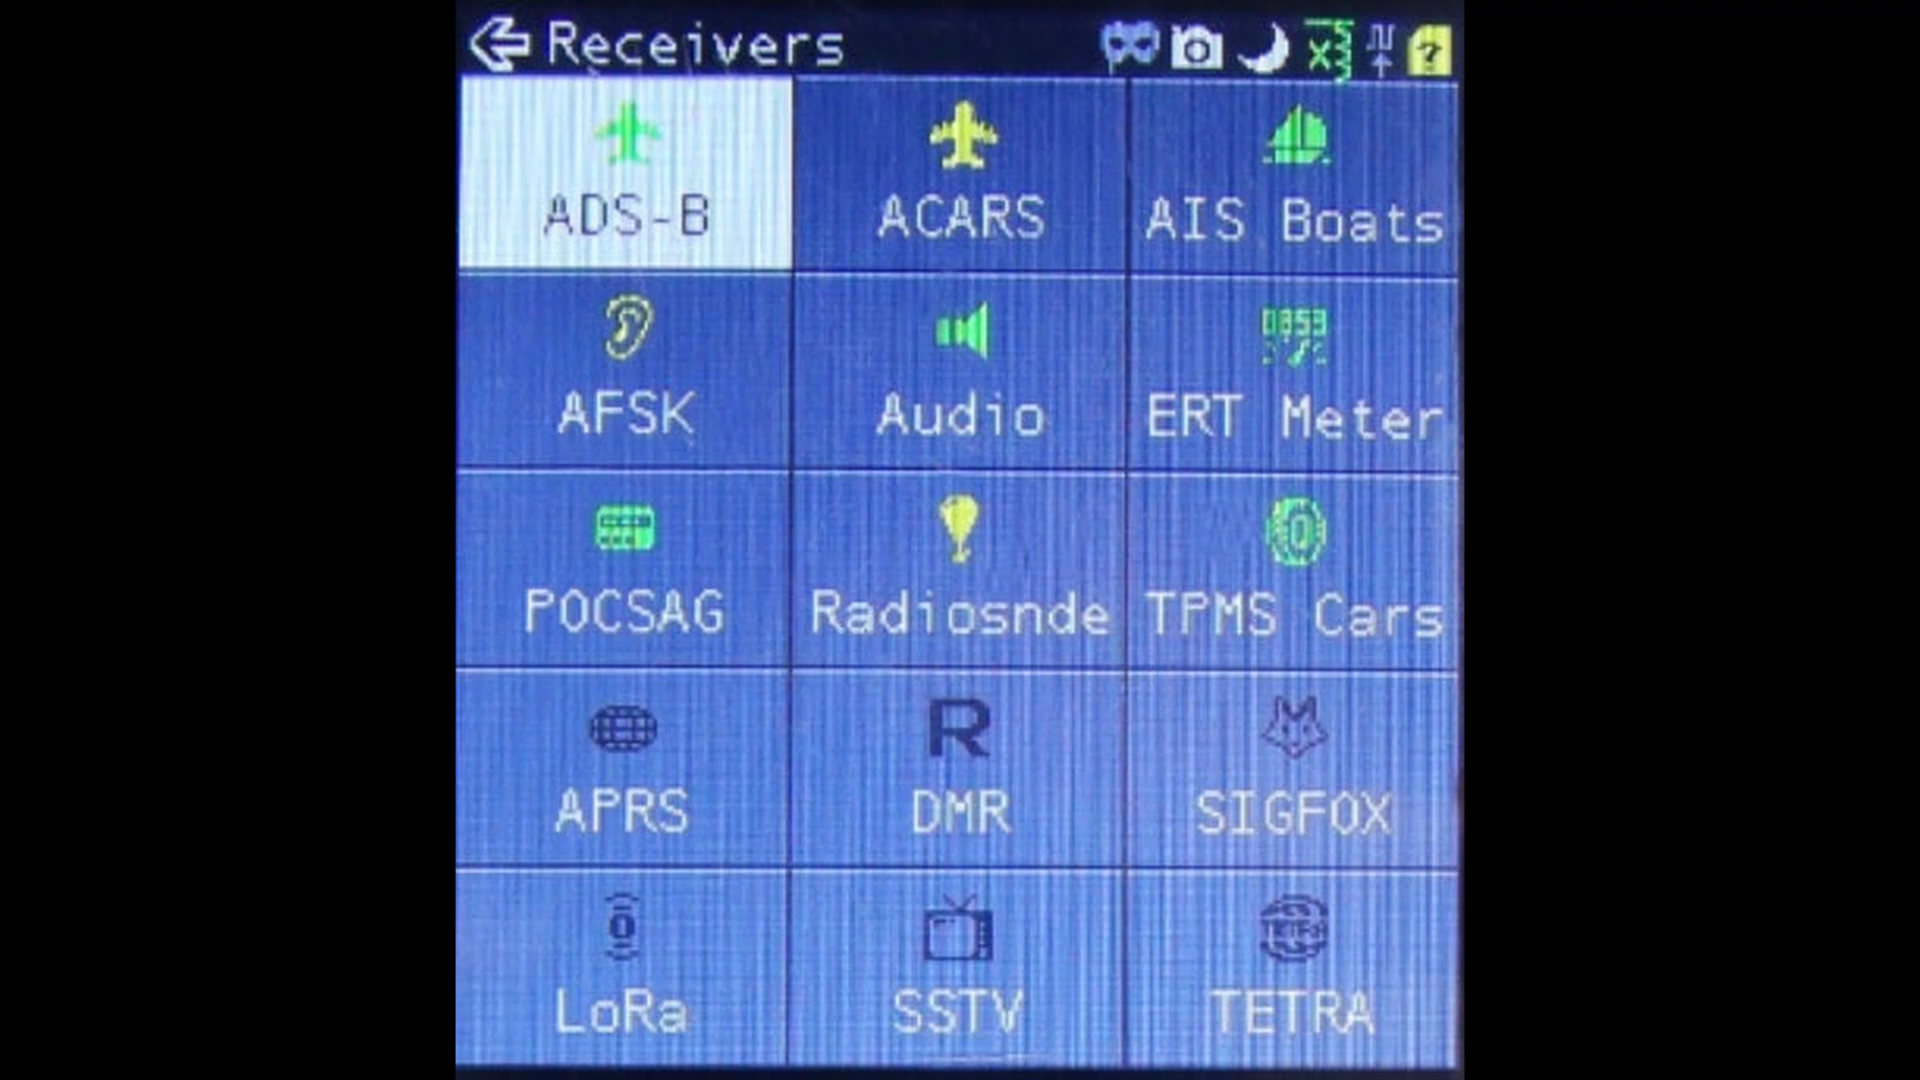 Receivers
ADS-B ACARS AIS Boats
AFSK Audio ERT Meter
POCSAG Radiosnde TPMS Cars
R
APRS DMR SIGFOX
TETRA
LoRa SSTV TETRA